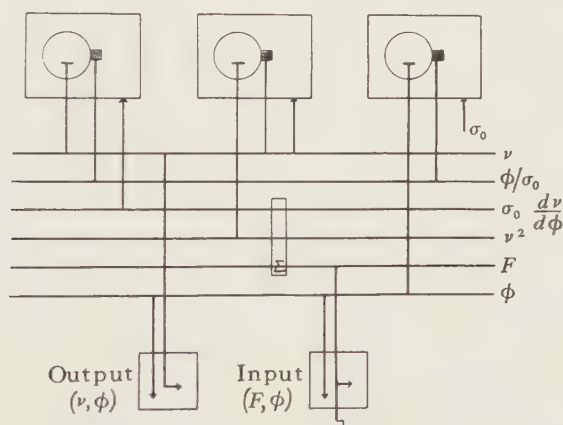 σ₀
ν
ϕ/σ₀
σ₀ dν/dϕ
ν²
Σ
F
ϕ
Output
(ν, ϕ)
Input
(F, ϕ)